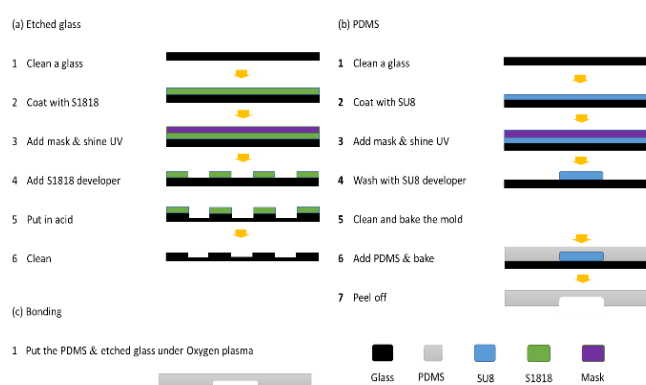 (a) Etched glass
1 Clean a glass
2 Coat with S1818
3 Add mask & shine UV
4 Add S1818 developer
5 Put in acid
6 Clean
(b) PDMS
1 Clean a glass
2 Coat with SU8
3 Add mask & shine UV
4 Wash with SU8 developer
5 Clean and bake the mold
6 Add PDMS & bake
7 Peel off
(c) Bonding
1 Put the PDMS & etched glass under Oxygen plasma
Glass PDMS SU8 S1818 Mask